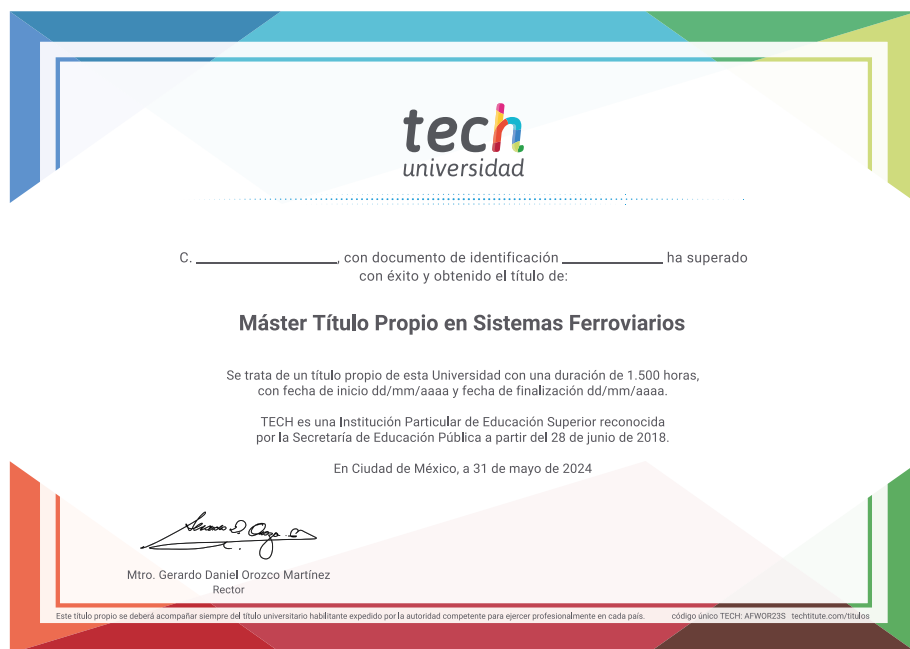 tech
universidad
C. ____________, con documento de identificación ____________ ha superado
con éxito y obtenido el título de:
Máster Título Propio en Sistemas Ferroviarios
Se trata de un título propio de esta Universidad con una duración de 1.500 horas,
con fecha de inicio dd/mm/aaaa y fecha de finalización dd/mm/aaaa.
TECH es una Institución Particular de Educación Superior reconocida
por la Secretaría de Educación Pública a partir del 28 de junio de 2018.
En Ciudad de México, a 31 de mayo de 2024
Mtro. Gerardo Daniel Orozco Martínez
Rector
Este título propio se deberá acompañar siempre del título universitario habilitante expedido por la autoridad competente para ejercer profesionalmente en cada país. código único TECH: AFWOR23S techtitute.com/titulos